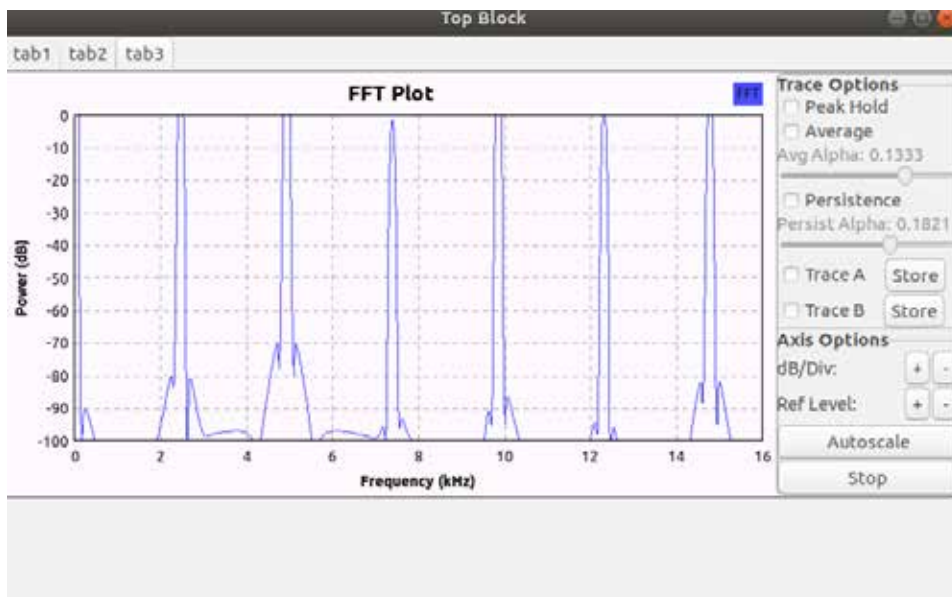 Top Block
tab1 tab2 tab3
FFT Plot
FFT
Power (dB)
0
-10
-20
-30
-40
-50
-60
-70
-80
-90
-100
0 2 4 6 8 10 12 14 16
Frequency (kHz)
Trace Options
Peak Hold
Average
Avg Alpha: 0.1333
Persistence
Persist Alpha: 0.1821
Trace A Store
Trace B Store
Axis Options
dB/Div: + -
Ref Level: + -
Autoscale
Stop